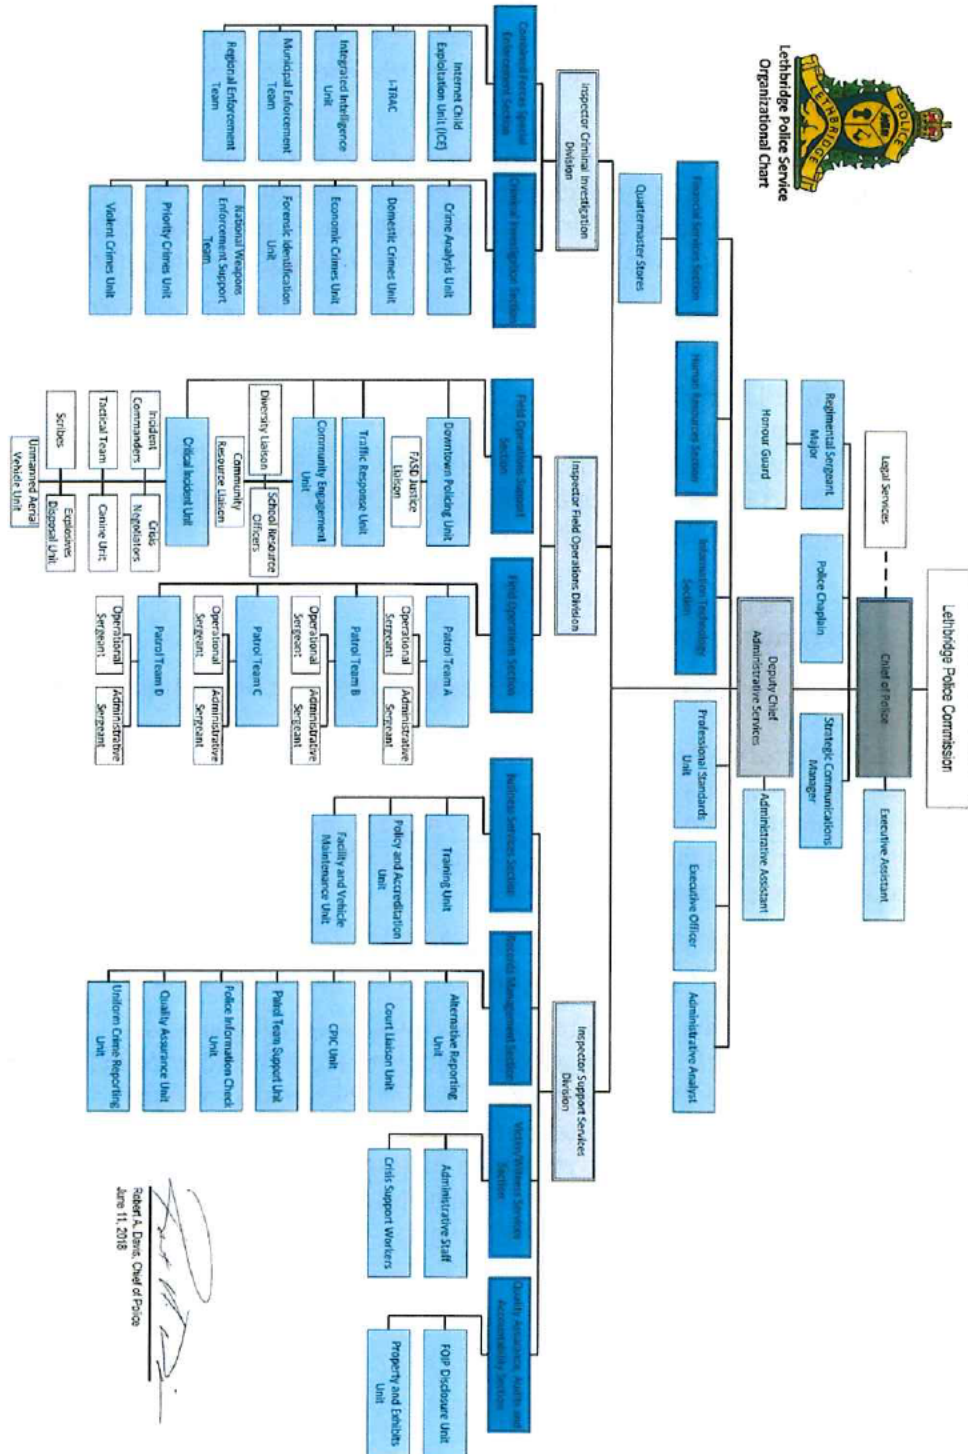 POLICE
LETHBRIDGE
Lethbridge Police Service
Organizational Chart
Lethbridge Police Commission
Legal Services
Chief of Police
Executive Assistant
Regimental Sergeant
Major
Police Chaplain
Strategic Communications
Manager
Honour Guard
Deputy Chief
Administrative Services
Administrative Assistant
Financial Services Section
Human Resources Section
Information Technology
Section
Professional Standards
Unit
Executive Officer
Administrative Analyst
Quartermaster Stores
Inspector Criminal Investigation
Division
Inspector Field Operations Division
Inspector Support Services
Division
Combined Forces Special
Enforcement Section
Criminal Investigation Section
Field Operations Support
Section
Field Operations Section
Business Services Section
Records Management Section
Victim/Witness Services
Section
Quality Assurance, Audits and
Accountability Section
Internet Child
Exploitation Unit (ICE)
I-TRAC
Integrated Intelligence
Unit
Municipal Enforcement
Team
Regional Enforcement
Team
Crime Analysis Unit
Domestic Crimes Unit
Economic Crimes Unit
Forensic Identification
Unit
National Weapons
Enforcement Support
Team
Priority Crimes Unit
Violent Crimes Unit
Downtown Policing Unit
FASD Justice
Liaison
Traffic Response Unit
Community Engagement
Unit
Diversity Liaison
School Resource
Officers
Community
Resource Liaison
Critical Incident Unit
Incident
Commanders
Crisis
Negotiators
Tactical Team
Canine Unit
Scribes
Explosives
Disposal Unit
Unmanned Aerial
Vehicle Unit
Patrol Team A
Operational
Sergeant
Administrative
Sergeant
Patrol Team B
Operational
Sergeant
Administrative
Sergeant
Patrol Team C
Operational
Sergeant
Administrative
Sergeant
Patrol Team D
Operational
Sergeant
Administrative
Sergeant
Training Unit
Policy and Accreditation
Unit
Facility and Vehicle
Maintenance Unit
Alternative Reporting
Unit
Court Liaison Unit
CPIC Unit
Patrol Team Support Unit
Police Information Check
Unit
Quality Assurance Unit
Uniform Crime Reporting
Unit
Administrative Staff
Crisis Support Workers
FOIP Disclosure Unit
Property and Exhibits
Unit
Robert A. Davis, Chief of Police
June 11, 2018